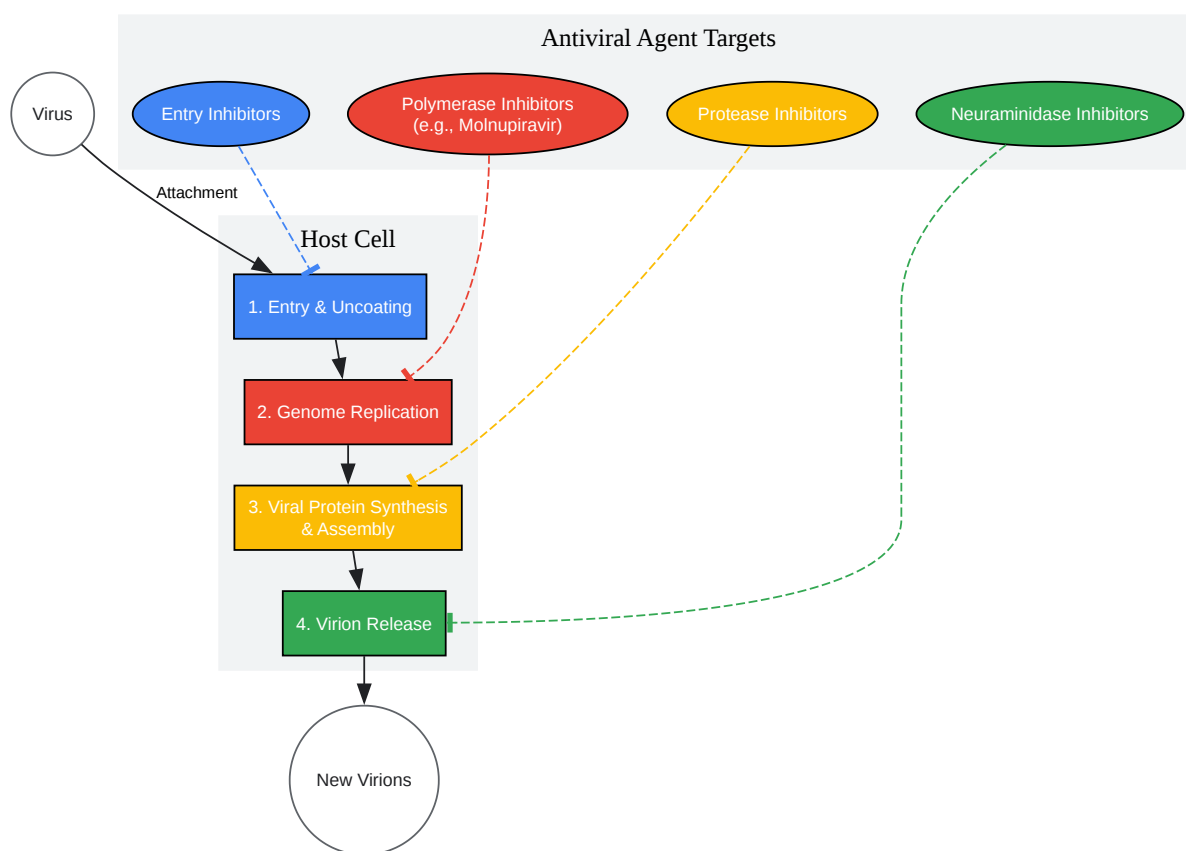 Antiviral Agent Targets
Virus
Entry Inhibitors
Polymerase Inhibitors
(e.g., Molnupiravir)
Protease Inhibitors
Neuraminidase Inhibitors
Attachment
Host Cell
1. Entry & Uncoating
2. Genome Replication
3. Viral Protein Synthesis
& Assembly
4. Virion Release
New Virions